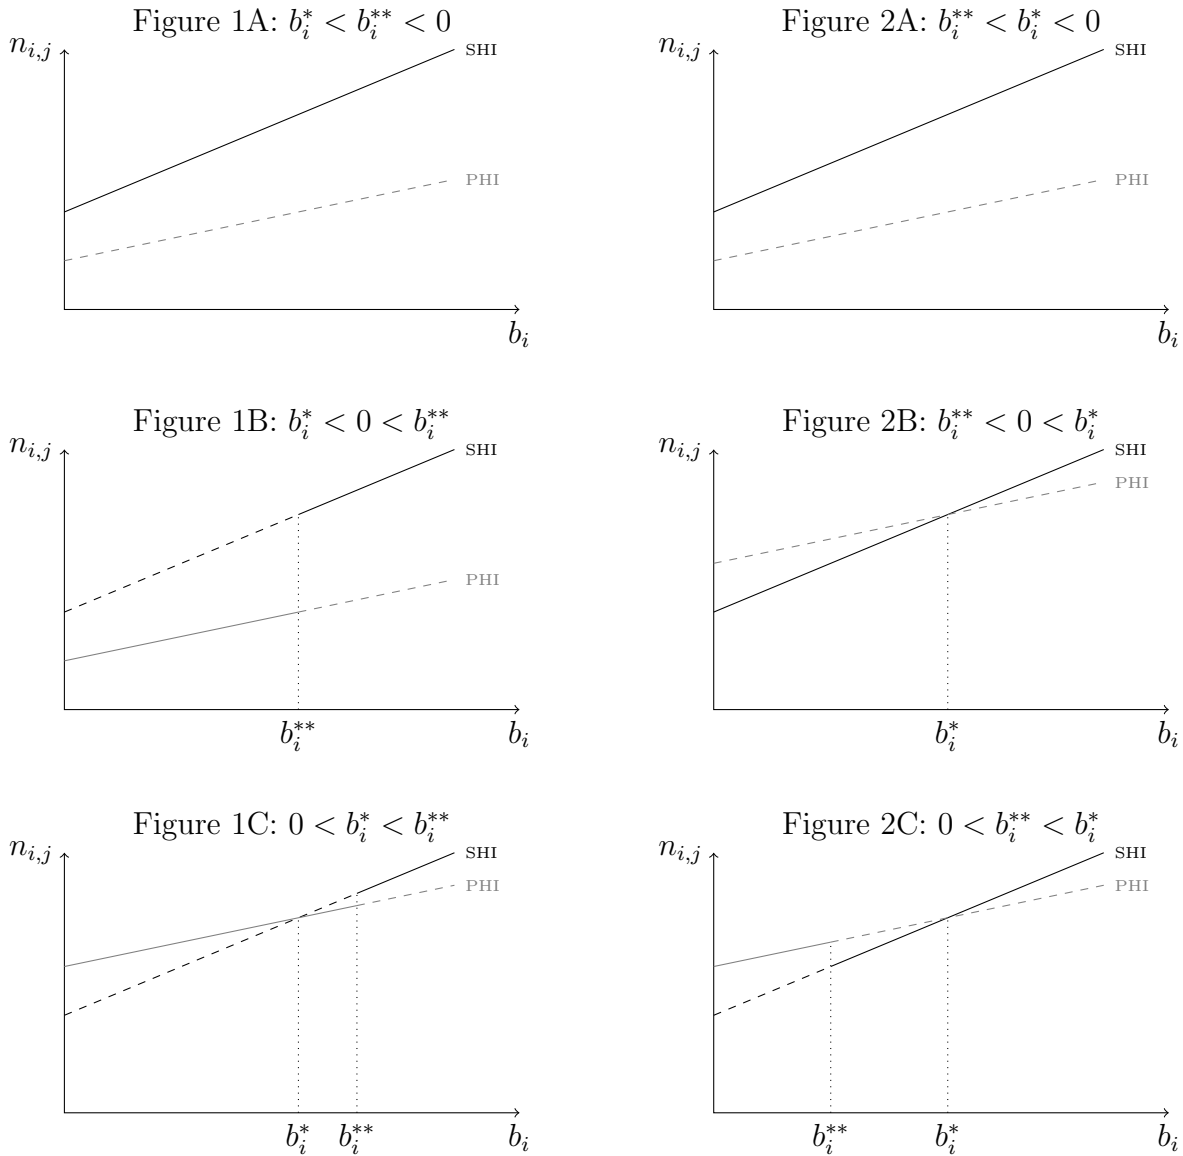 Figure 1A: $b_i^* < b_i^{**} < 0$
$n_{i,j}$
SHI
PHI
$b_i$
Figure 2A: $b_i^{**} < b_i^* < 0$
$n_{i,j}$
SHI
PHI
$b_i$
Figure 1B: $b_i^* < 0 < b_i^{**}$
$n_{i,j}$
SHI
PHI
$b_i^{**}$
$b_i$
Figure 2B: $b_i^{**} < 0 < b_i^*$
$n_{i,j}$
SHI
PHI
$b_i^*$
$b_i$
Figure 1C: $0 < b_i^* < b_i^{**}$
$n_{i,j}$
SHI
PHI
$b_i^*$
$b_i^{**}$
$b_i$
Figure 2C: $0 < b_i^{**} < b_i^*$
$n_{i,j}$
SHI
PHI
$b_i^{**}$
$b_i^*$
$b_i$